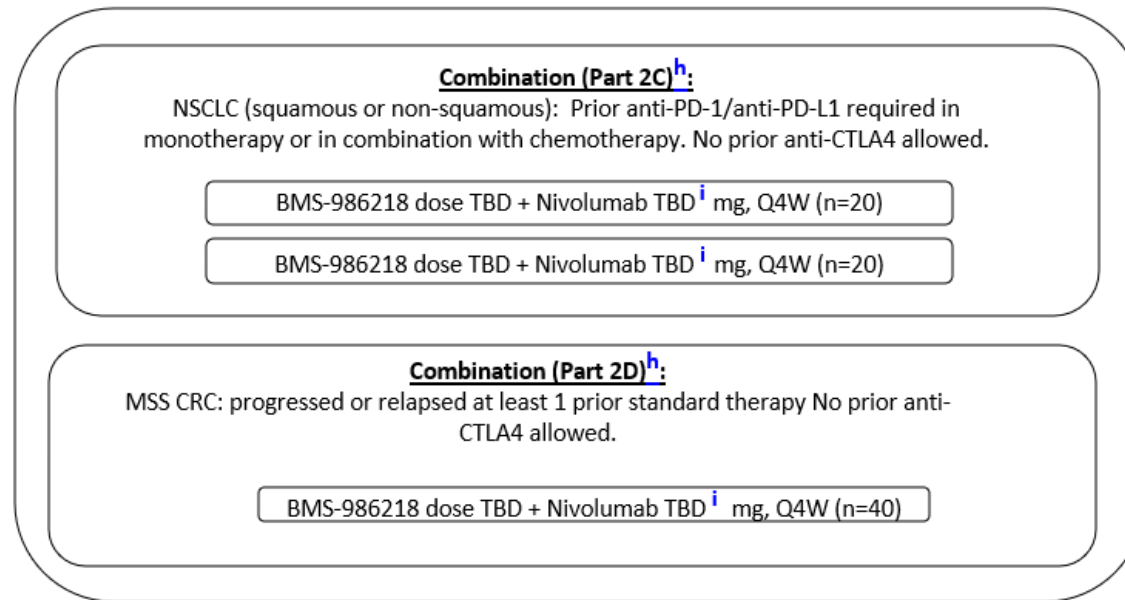 Combination (Part 2C)h:
NSCLC (squamous or non-squamous): Prior anti-PD-1/anti-PD-L1 required in
monotherapy or in combination with chemotherapy. No prior anti-CTLA4 allowed.
BMS-986218 dose TBD + Nivolumab TBD i mg, Q4W (n=20)
BMS-986218 dose TBD + Nivolumab TBD i mg, Q4W (n=20)
Combination (Part 2D)h:
MSS CRC: progressed or relapsed at least 1 prior standard therapy No prior anti-
CTLA4 allowed.
BMS-986218 dose TBD + Nivolumab TBD i mg, Q4W (n=40)